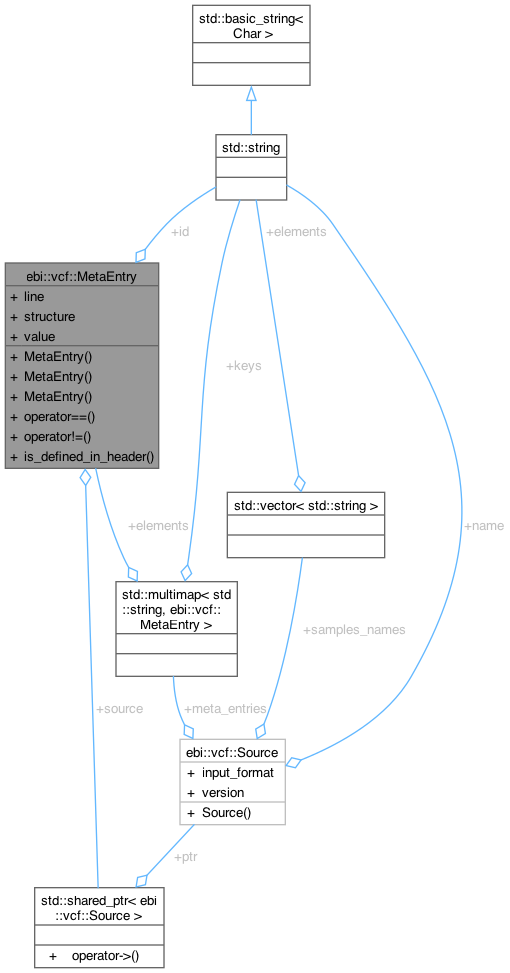 std::basic_string<
Char >
std::string
+id
+elements
ebi::vcf::MetaEntry
+ line
+ structure
+ value
+ MetaEntry()
+ MetaEntry()
+ MetaEntry()
+ operator==()
+ operator!=()
+ is_defined_in_header()
+keys
std::vector< std::string >
+elements
+name
std::multimap< std
::string, ebi::vcf::
MetaEntry >
+samples_names
+source
+meta_entries
ebi::vcf::Source
+ input_format
+ version
+ Source()
+ptr
std::shared_ptr< ebi
::vcf::Source >
+ operator->()